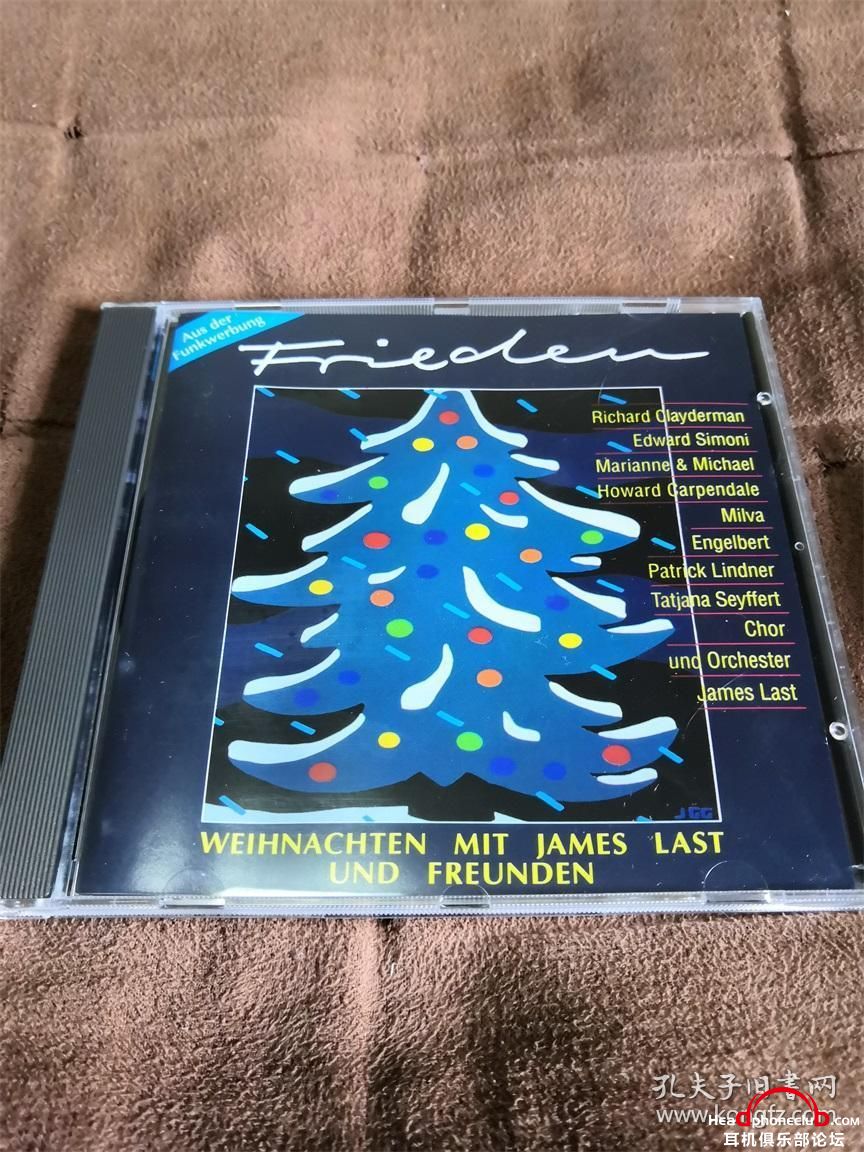 Aus der
Funkwerbung
Frieden
Richard Clayderman
Edward Simoni
Marianne & Michael
Howard Carpendale
Milva
Engelbert
Patrick Lindner
Tatjana Seyffert
Chor
und Orchester
James Last
JGG
WEIHNACHTEN MIT JAMES LAST
UND FREUNDEN
孔夫子旧书网
耳机俱乐部论坛